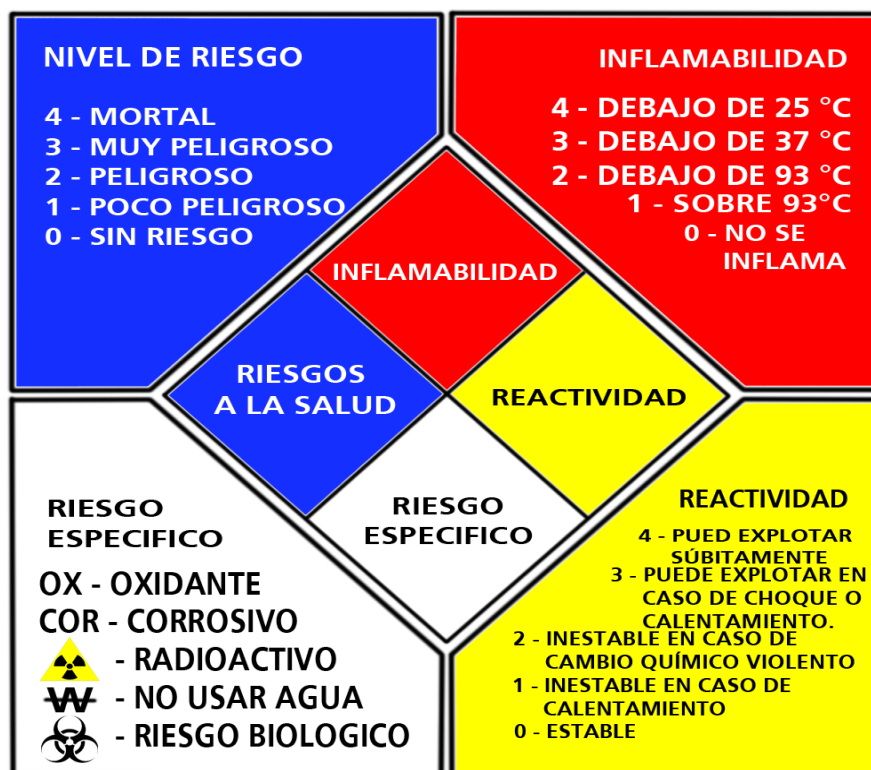 NIVEL DE RIESGO
4 - MORTAL
3 - MUY PELIGROSO
2 - PELIGROSO
1 - POCO PELIGROSO
0 - SIN RIESGO
INFLAMABILIDAD
4 - DEBAJO DE 25 °C
3 - DEBAJO DE 37 °C
2 - DEBAJO DE 93 °C
1 - SOBRE 93°C
0 - NO SE
INFLAMA
INFLAMABILIDAD
RIESGOS
A LA SALUD
REACTIVIDAD
RIESGO
ESPECIFICO
RIESGO
ESPECIFICO
OX - OXIDANTE
COR - CORROSIVO
- RADIOACTIVO
W - NO USAR AGUA
- RIESGO BIOLOGICO
REACTIVIDAD
4 - PUED EXPLOTAR
SÚBITAMENTE
3 - PUEDE EXPLOTAR EN
CASO DE CHOQUE O
CALENTAMIENTO.
2 - INESTABLE EN CASO DE
CAMBIO QUÍMICO VIOLENTO
1 - INESTABLE EN CASO DE
CALENTAMIENTO
0 - ESTABLE